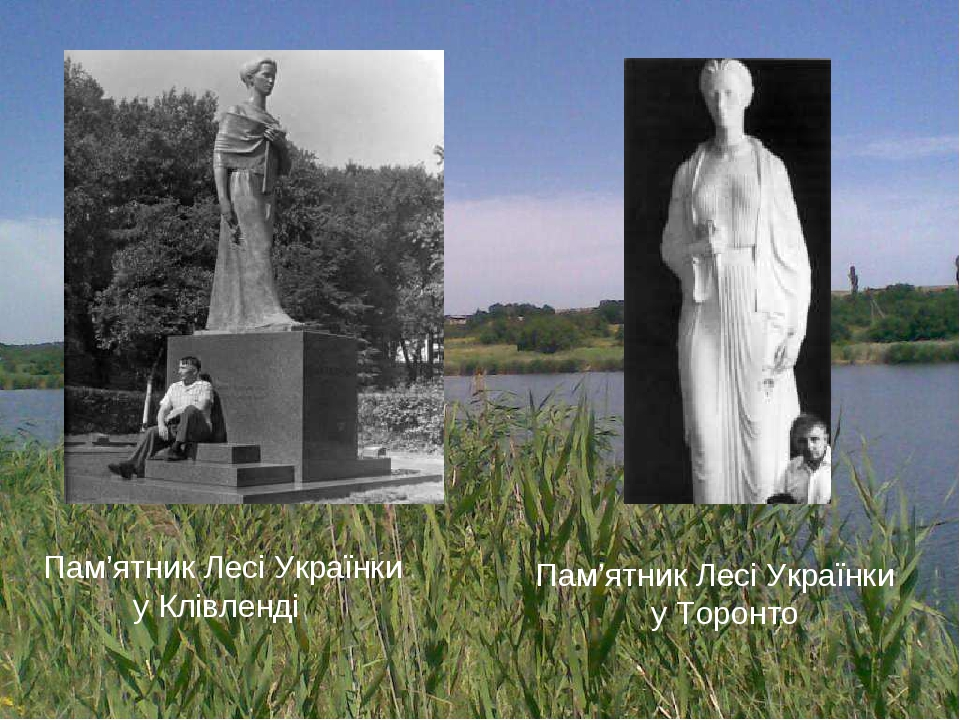 Пам'ятник Лесі Українки
у Клівленді
Пам'ятник Лесі Українки
у Торонто